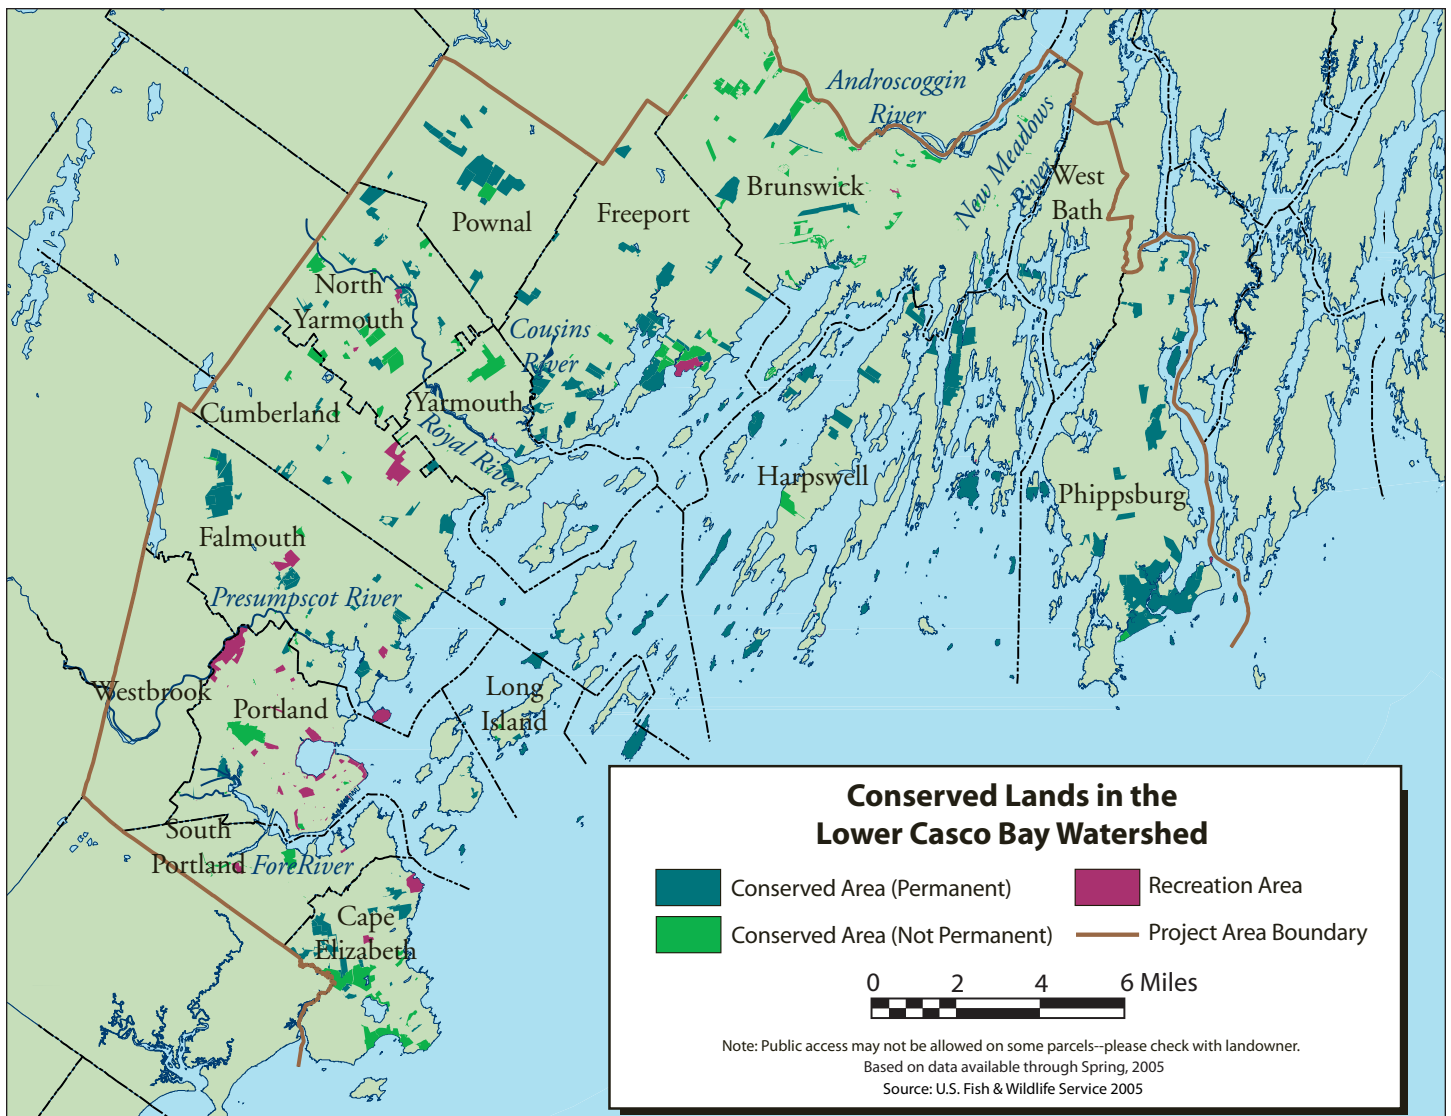 Androscoggin
River
New Meadows
River
West
Bath
Brunswick
Freeport
Pownal
North
Yarmouth
Cousins
River
Cumberland
Yarmouth
Royal River
Harpswell
Phippsburg
Falmouth
Presumpscot River
Westbrook
Portland
Long
Island
South
Portland
ForeRiver
Cape
Elizabeth
Conserved Lands in the
Lower Casco Bay Watershed
Conserved Area (Permanent)
Recreation Area
Conserved Area (Not Permanent)
Project Area Boundary
0 2 4 6 Miles
Note: Public access may not be allowed on some parcels--please check with landowner.
Based on data available through Spring, 2005
Source: U.S. Fish & Wildlife Service 2005